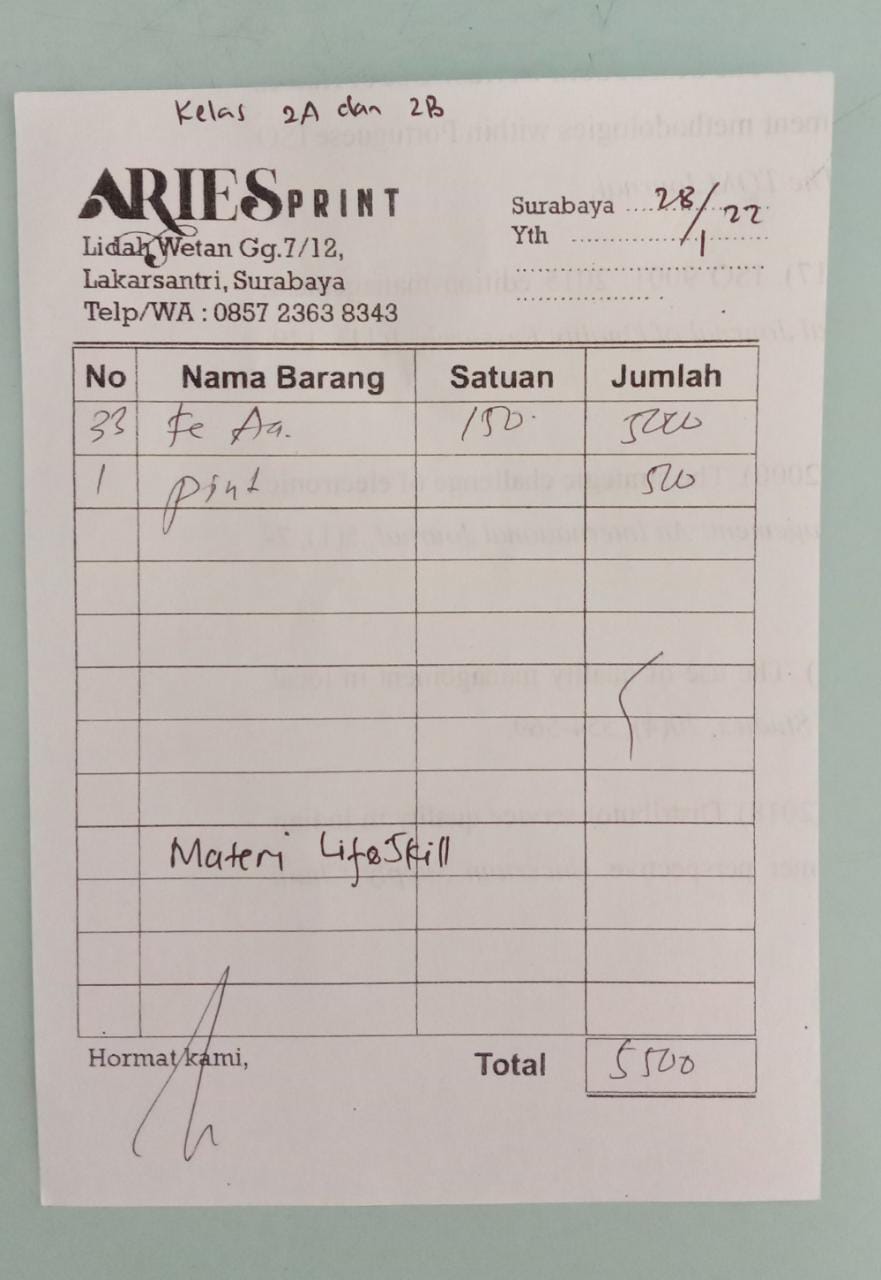 Kelas 2A dan 2B
ARIES PRINT
Lidah Wetan Gg.7/12,
Lakarsantri, Surabaya
Telp/WA : 0857 2363 8343
Surabaya 28/1 22
Yth
No Nama Barang Satuan Jumlah
33 Fc A4. 150. 5000
1 print 500
Materi LifeSkill
Hormat kami,
Total 5500